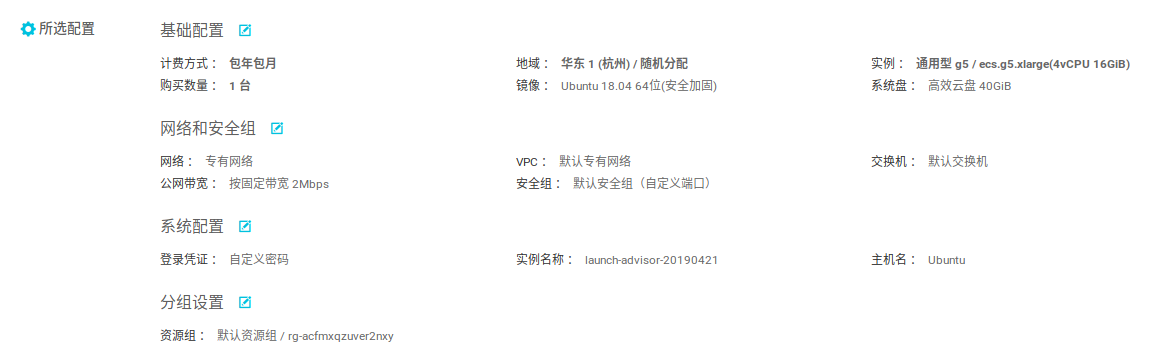 所选配置
基础配置
计费方式： 包年包月 地域： 华东 1 (杭州) / 随机分配 实例： 通用型 g5 / ecs.g5.xlarge(4vCPU 16GiB)
购买数量： 1 台 镜像： Ubuntu 18.04 64位(安全加固) 系统盘： 高效云盘 40GiB
网络和安全组
网络： 专有网络 VPC： 默认专有网络 交换机： 默认交换机
公网带宽： 按固定带宽 2Mbps 安全组： 默认安全组（自定义端口）
系统配置
登录凭证： 自定义密码 实例名称： launch-advisor-20190421 主机名： Ubuntu
分组设置
资源组： 默认资源组 / rg-acfmxqzuver2nxy